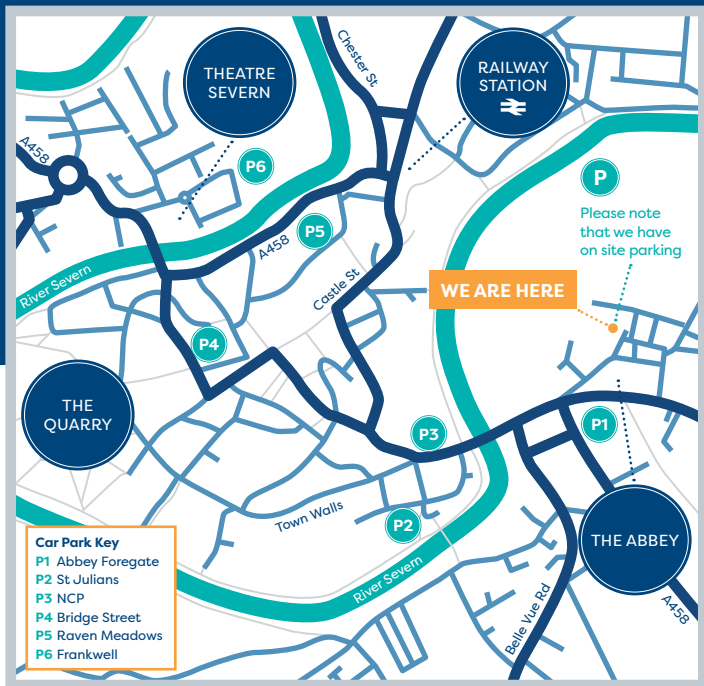 THEATRE
SEVERN
Chester St
RAILWAY
STATION
A458
P6
P
Please note
that we have
on site parking
P5
A458
River Severn
Castle St
WE ARE HERE
P4
THE
QUARRY
P3
P1
Town Walls
P2
THE ABBEY
River Severn
Belle Vue Rd
A458
Car Park Key
P1 Abbey Foregate
P2 St Julians
P3 NCP
P4 Bridge Street
P5 Raven Meadows
P6 Frankwell